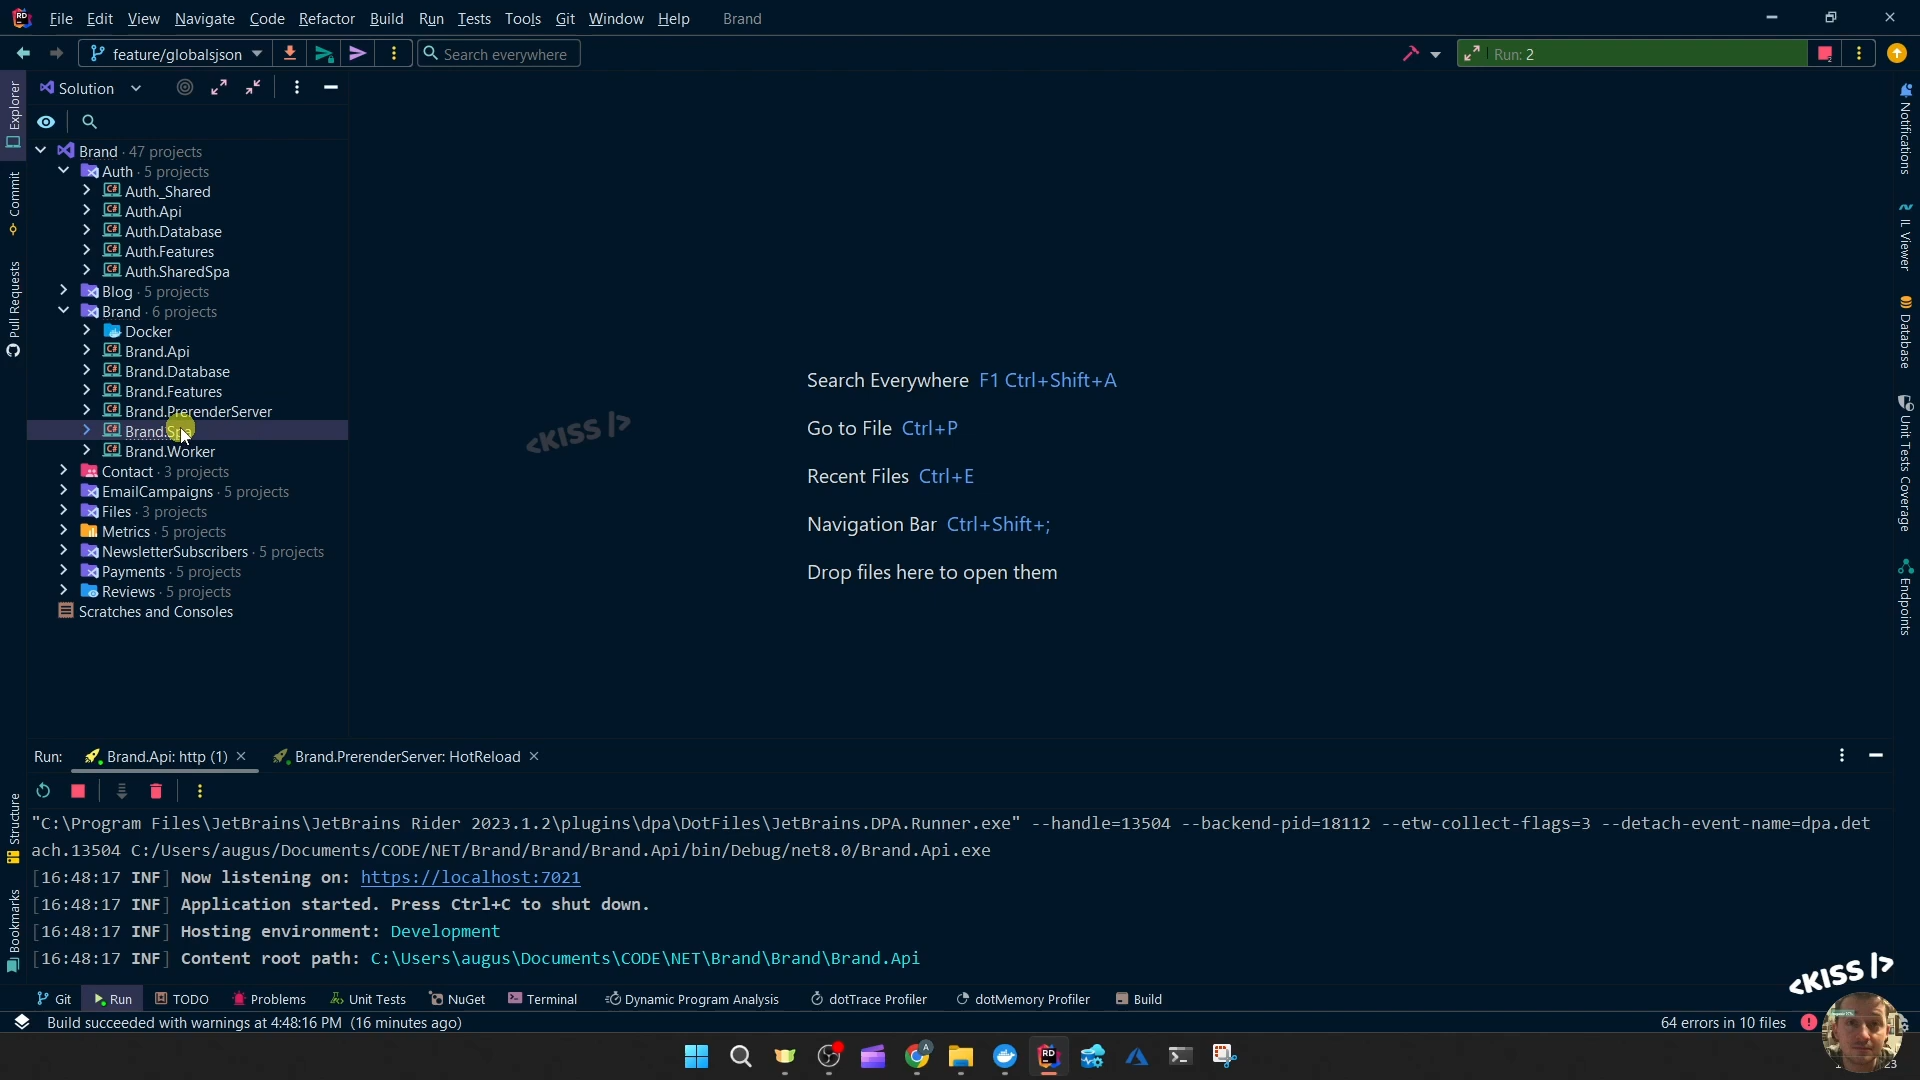 File Edit View Navigate Code Refactor Build Run Tests Tools Git Window Help Brand
feature/globalsjson Search everywhere Run: 2
Solution
Brand · 47 projects
Auth · 5 projects
Auth._Shared
Auth.Api
Auth.Database
Auth.Features
Auth.SharedSpa
Blog · 5 projects
Brand · 6 projects
Docker
Brand.Api
Brand.Database
Brand.Features
Brand.PrerenderServer
Brand.Spa
Brand.Worker
Contact · 3 projects
EmailCampaigns · 5 projects
Files · 3 projects
Metrics · 5 projects
NewsletterSubscribers · 5 projects
Payments · 5 projects
Reviews · 5 projects
Scratches and Consoles
Explorer
Commit
Pull Requests
Structure
Bookmarks
<KISS />
Search Everywhere F1 Ctrl+Shift+A
Go to File Ctrl+P
Recent Files Ctrl+E
Navigation Bar Ctrl+Shift+;
Drop files here to open them
Notifications
IL Viewer
Database
Unit Tests Coverage
Endpoints
Run: Brand.Api: http (1) Brand.PrerenderServer: HotReload
"C:\Program Files\JetBrains\JetBrains Rider 2023.1.2\plugins\dpa\DotFiles\JetBrains.DPA.Runner.exe" --handle=13504 --backend-pid=18112 --etw-collect-flags=3 --detach-event-name=dpa.det
ach.13504 C:/Users/augus/Documents/CODE/NET/Brand/Brand/Brand.Api/bin/Debug/net8.0/Brand.Api.exe
[16:48:17 INF] Now listening on: https://localhost:7021
[16:48:17 INF] Application started. Press Ctrl+C to shut down.
[16:48:17 INF] Hosting environment: Development
[16:48:17 INF] Content root path: C:\Users\augus\Documents\CODE\NET\Brand\Brand\Brand.Api
<KISS />
Git Run TODO Problems Unit Tests NuGet Terminal Dynamic Program Analysis dotTrace Profiler dotMemory Profiler Build
Build succeeded with warnings at 4:48:16 PM (16 minutes ago) 64 errors in 10 files